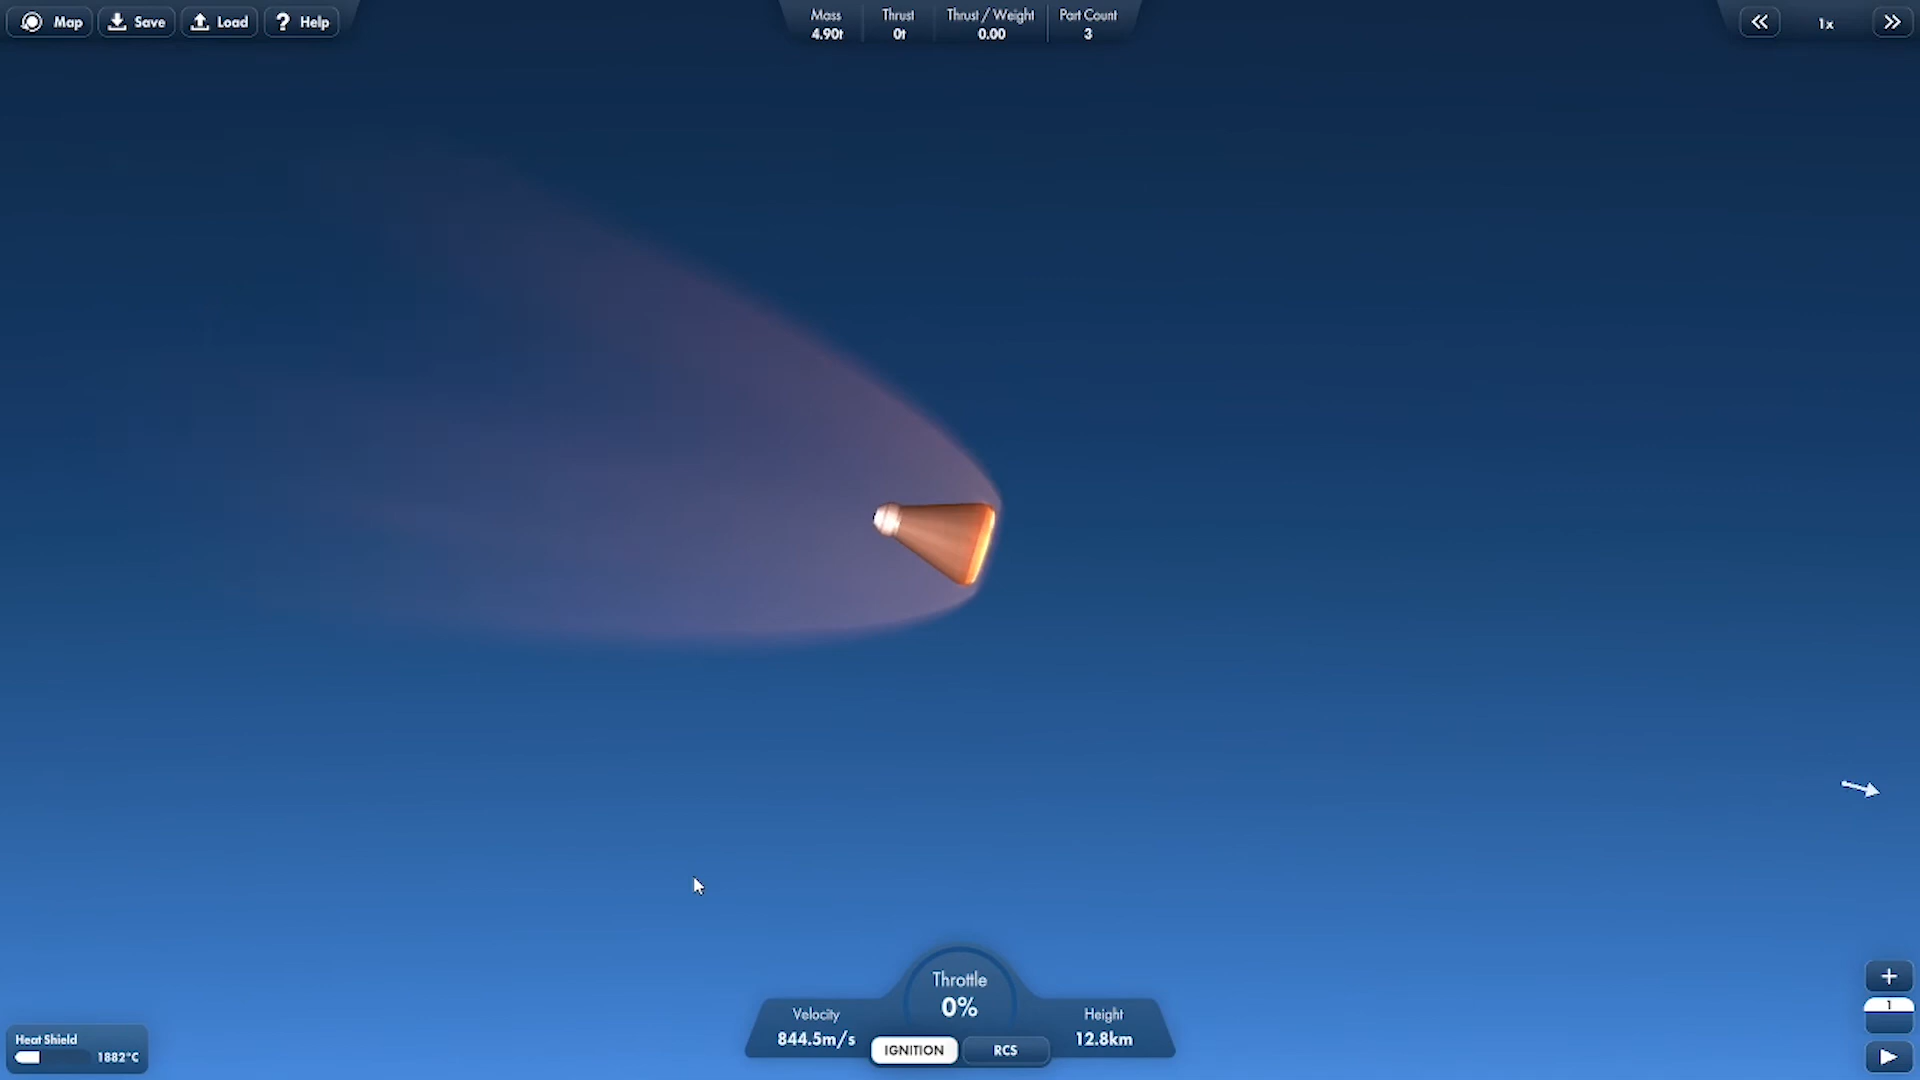 Map
Save
Load
? Help
Mass
4.90t
Thrust
0t
Thrust / Weight
0.00
Part Count
3
1x
Heat Shield
1882°C
Throttle
0%
Velocity
844.5m/s
Height
12.8km
IGNITION
RCS
1